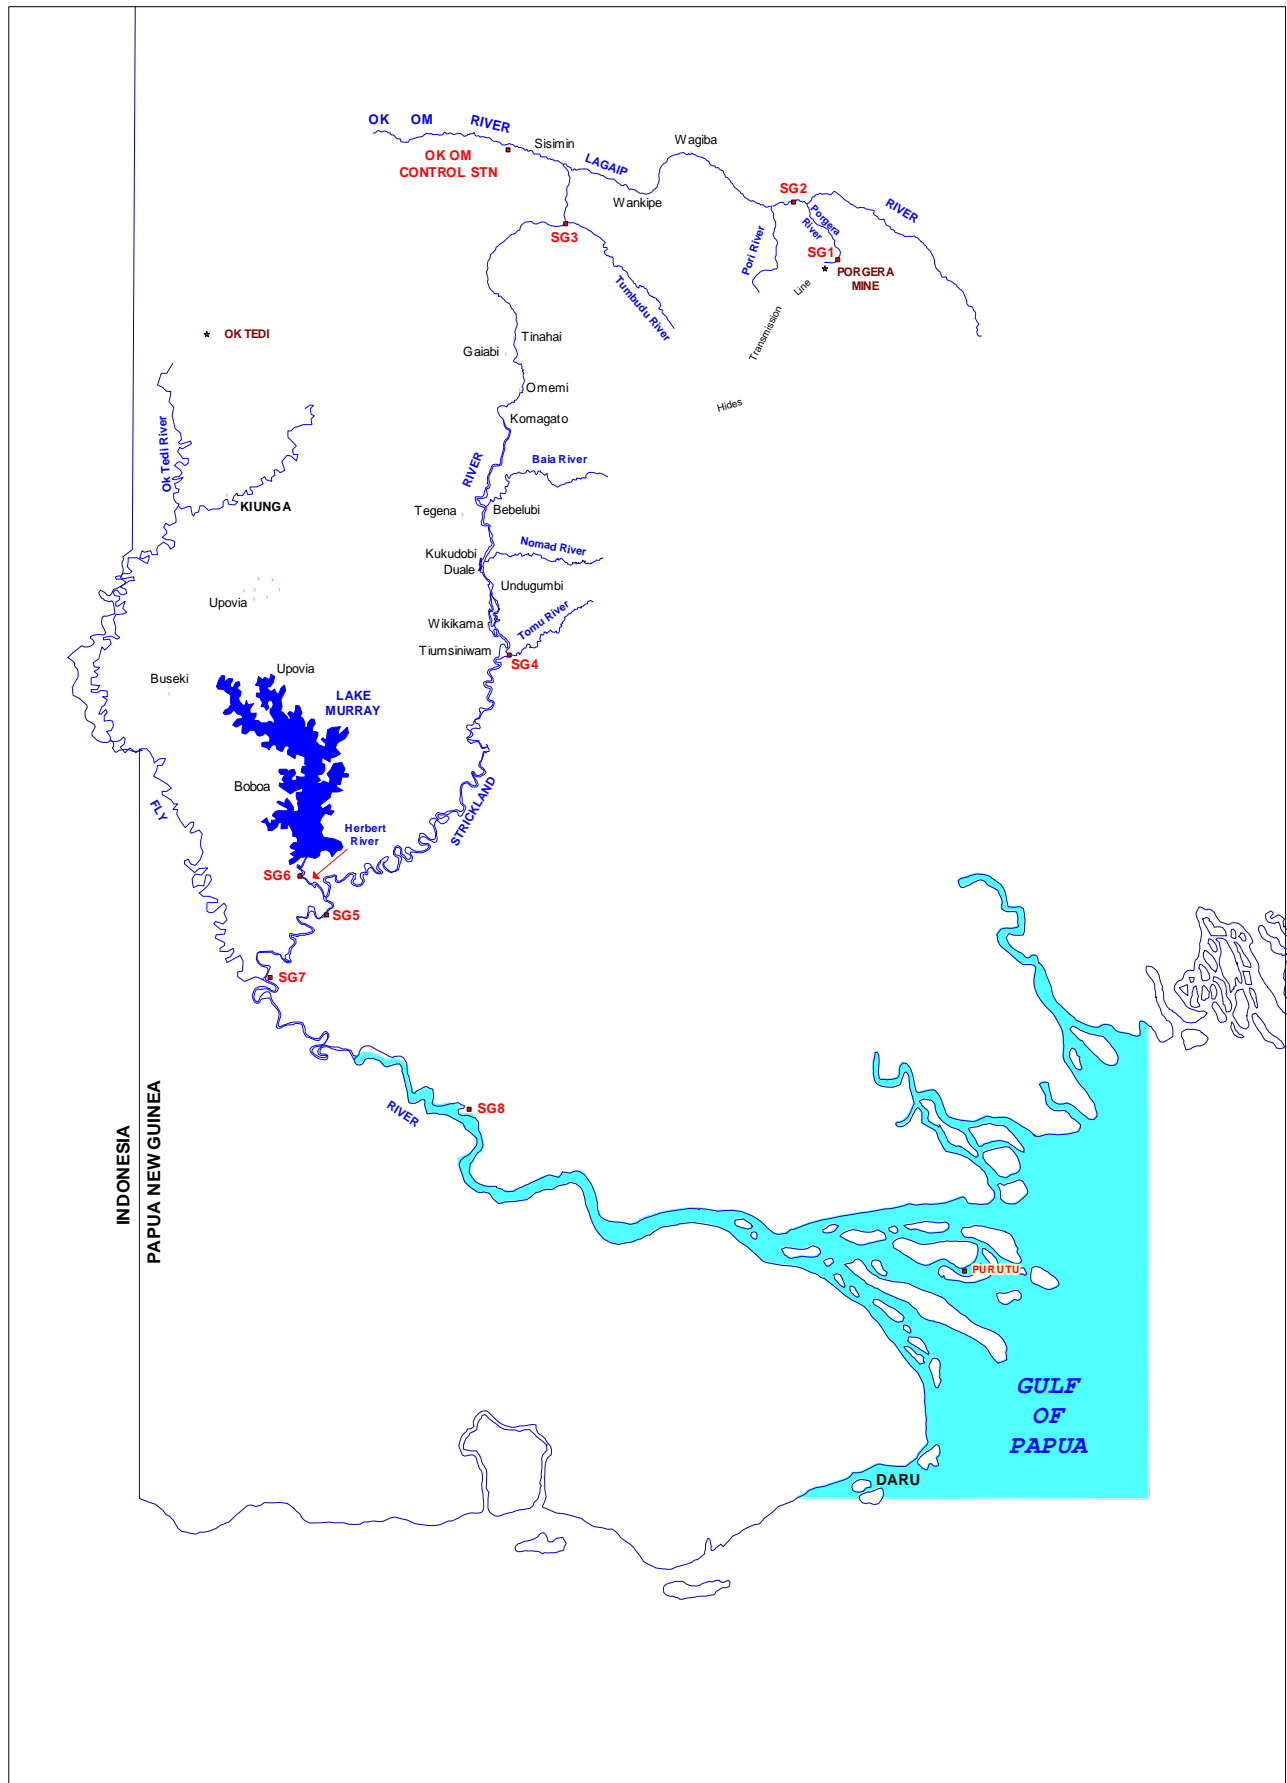 OK OM RIVER
Sisimin
OK OM
CONTROL STN
LAGAIP
Wagiba
Wankipe
SG2
RIVER
Porgera
River
SG3
Pori River
SG1
PORGERA
MINE
Transmission Line
Tumbudu River
OK TEDI
Tinahai
Gaiabi
Omemi
Hides
Komagato
Ok Tedi River
RIVER
Baia River
KIUNGA
Tegena
Bebelubi
Kukudobi
Nomad River
Duale
Undugumbi
Upovia
Wikikama
Tomu River
Tiumsiniwam
SG4
Buseki
Upovia
LAKE
MURRAY
Boboa
FLY
STRICKLAND
Herbert
River
SG6
SG5
SG7
RIVER
SG8
INDONESIA
PAPUA NEW GUINEA
PURUTU
GULF
OF
PAPUA
DARU